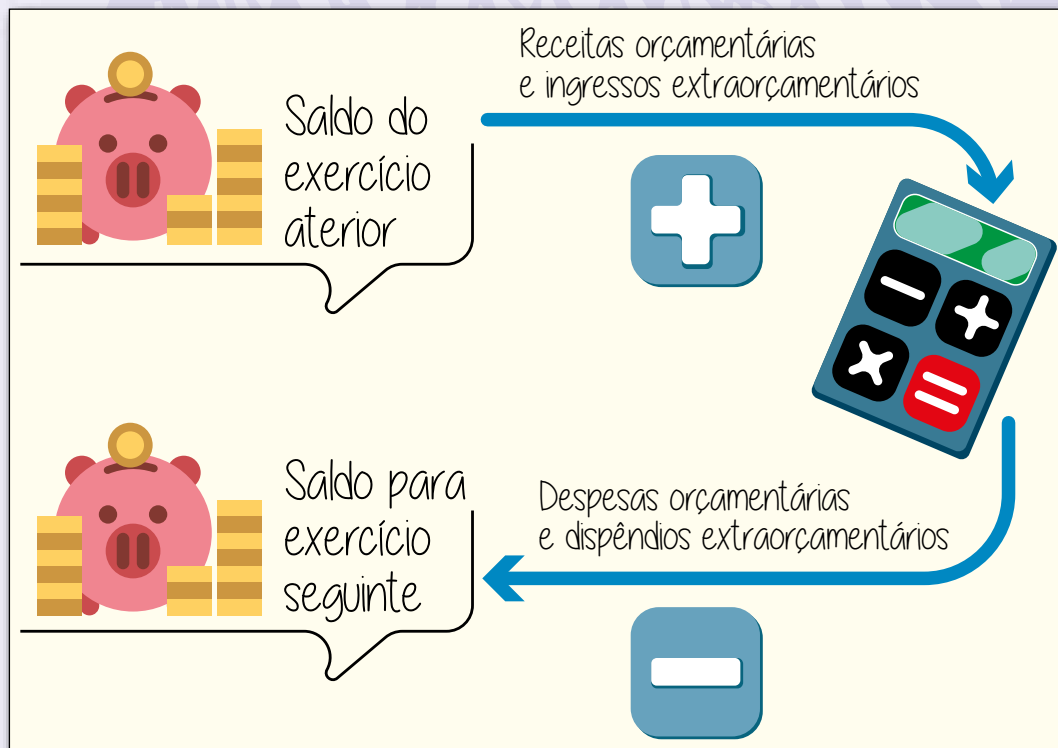 Receitas orçamentárias
e ingressos extraorçamentários
Saldo do
exercício
aterior
Saldo para
exercício
seguinte
Despesas orçamentárias
e dispêndios extraorçamentários